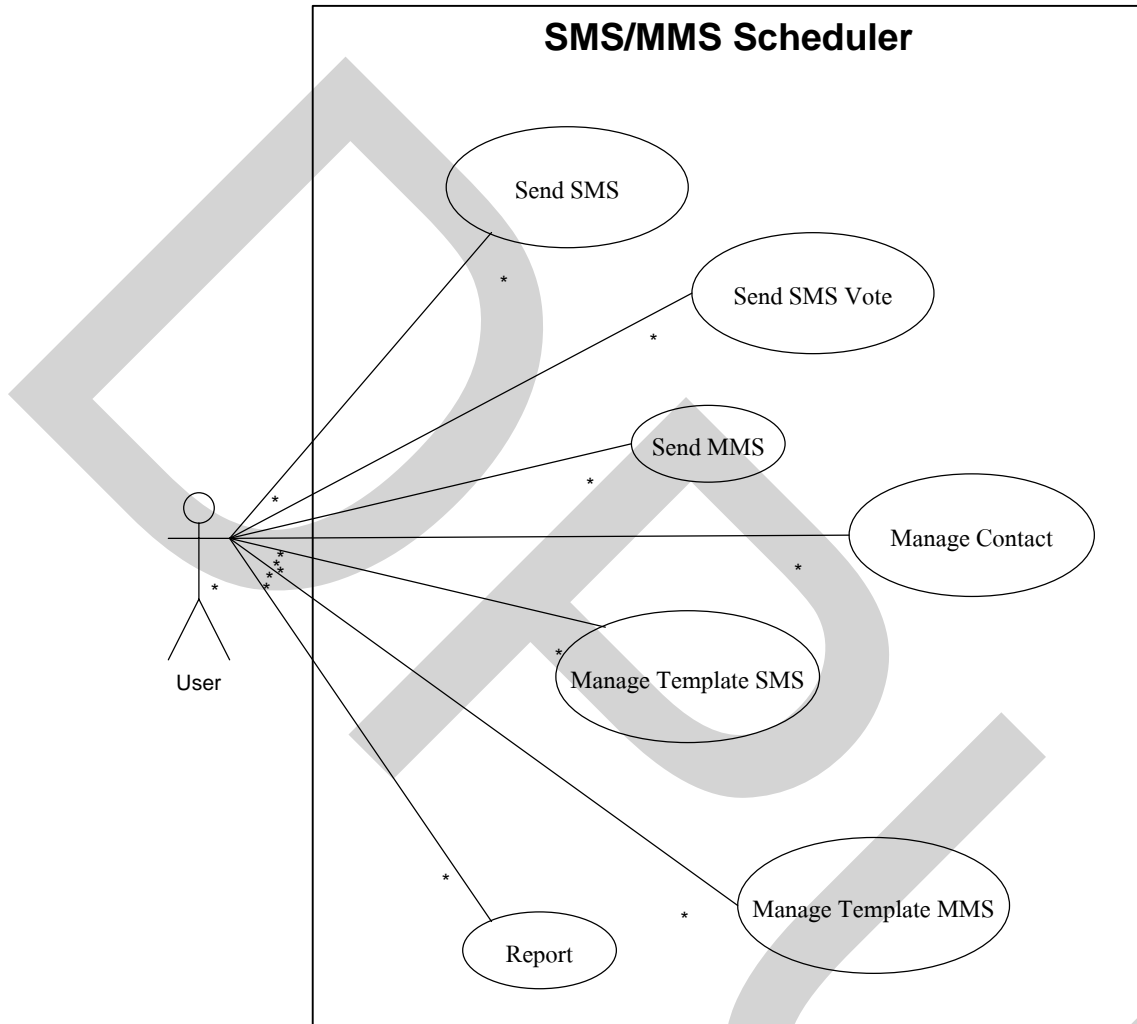 SMS/MMS Scheduler
Send SMS
*
Send SMS Vote
*
Send MMS
*
*
Manage Contact
*
*
*
*
*
*
*
User
*
Manage Template SMS
*
Manage Template MMS
*
Report